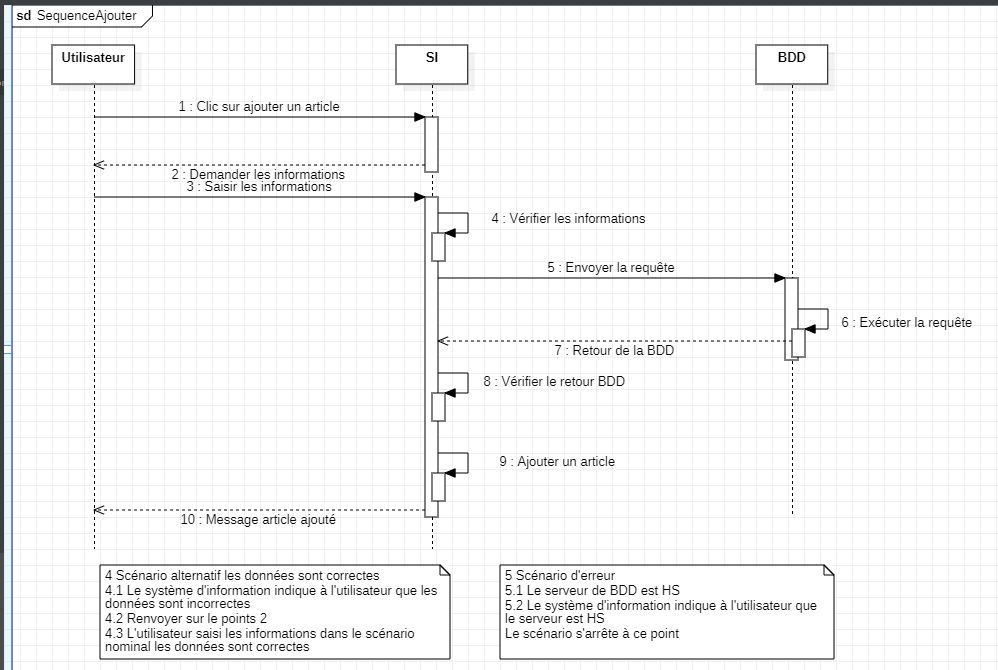 sd SequenceAjouter
Utilisateur
SI
BDD
1 : Clic sur ajouter un article
2 : Demander les informations
3 : Saisir les informations
4 : Vérifier les informations
5 : Envoyer la requête
6 : Exécuter la requête
7 : Retour de la BDD
8 : Vérifier le retour BDD
9 : Ajouter un article
10 : Message article ajouté
4 Scénario alternatif les données sont correctes
4.1 Le système d'information indique à l'utilisateur que les
données sont incorrectes
4.2 Renvoyer sur le points 2
4.3 L'utilisateur saisi les informations dans le scénario
nominal les données sont correctes
5 Scénario d'erreur
5.1 Le serveur de BDD est HS
5.2 Le système d'information indique à l'utilisateur que
le serveur est HS
Le scénario s'arrête à ce point